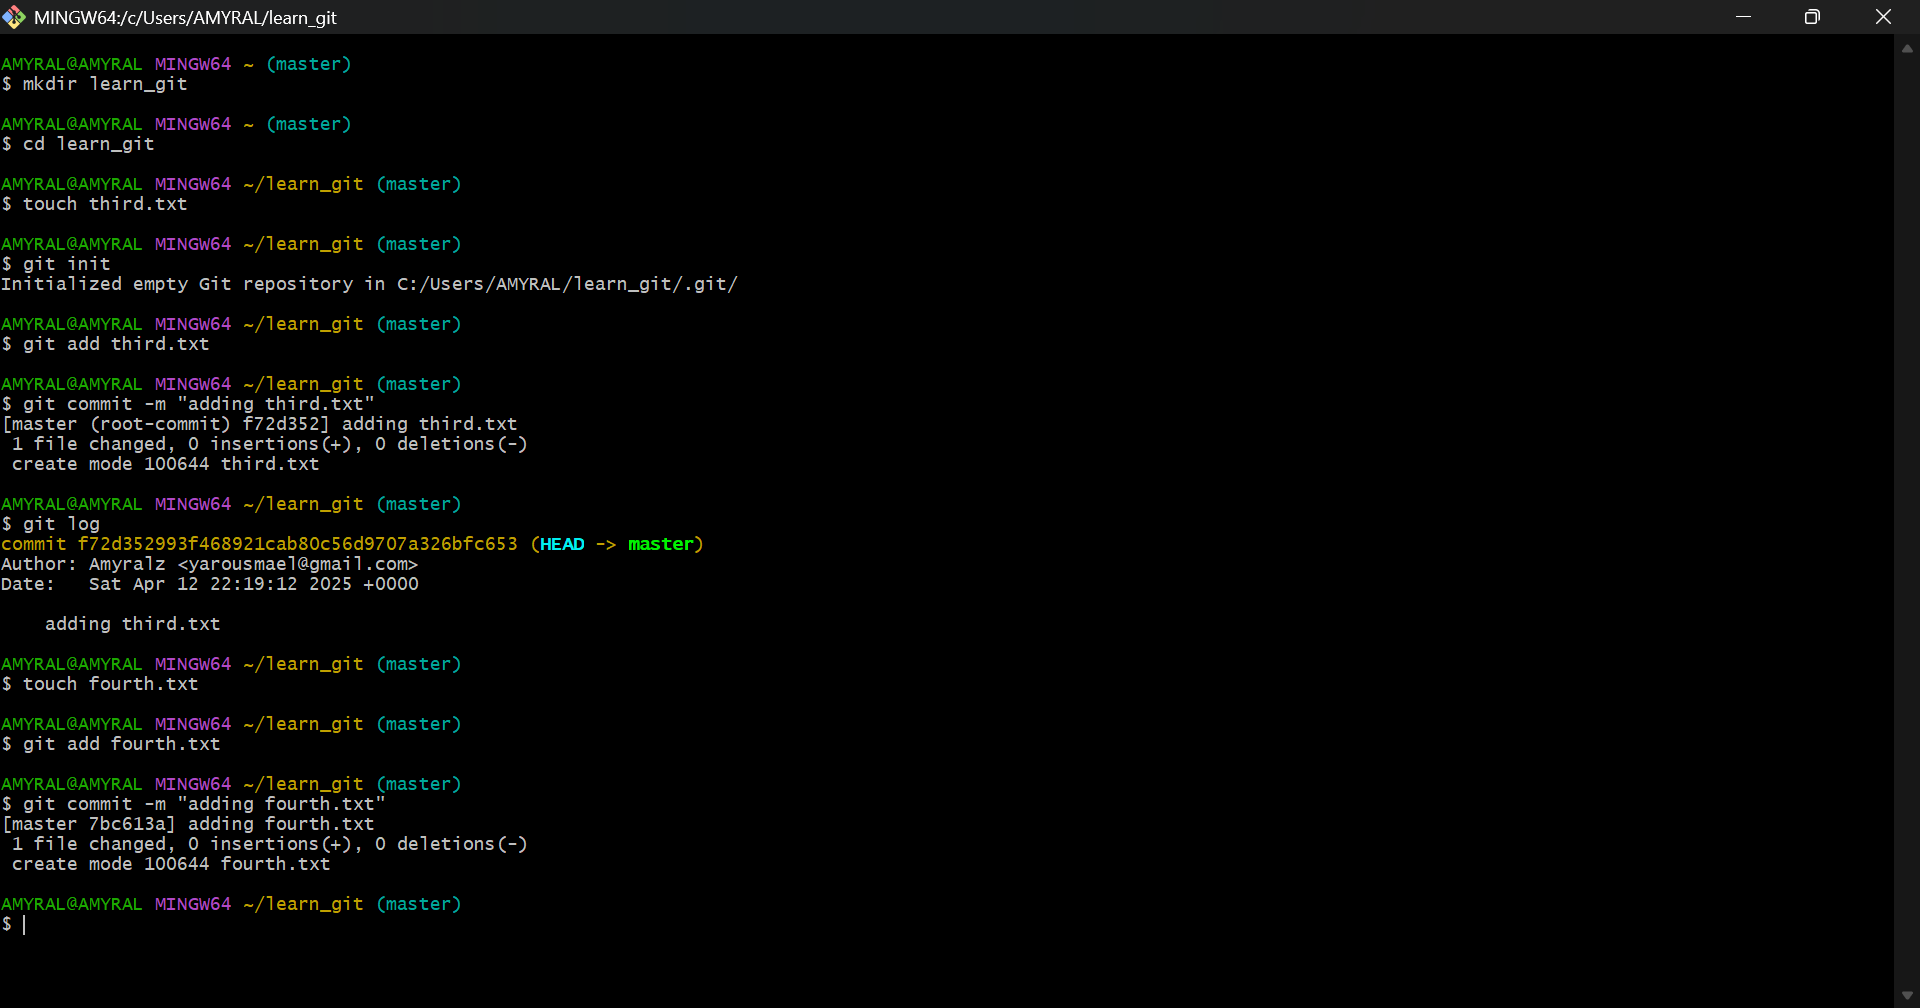 MINGW64:/c/Users/AMYRAL/learn_git
AMYRAL@AMYRAL MINGW64 ~ (master)
$ mkdir learn_git
AMYRAL@AMYRAL MINGW64 ~ (master)
$ cd learn_git
AMYRAL@AMYRAL MINGW64 ~/learn_git (master)
$ touch third.txt
AMYRAL@AMYRAL MINGW64 ~/learn_git (master)
$ git init
Initialized empty Git repository in C:/Users/AMYRAL/learn_git/.git/
AMYRAL@AMYRAL MINGW64 ~/learn_git (master)
$ git add third.txt
AMYRAL@AMYRAL MINGW64 ~/learn_git (master)
$ git commit -m "adding third.txt"
[master (root-commit) f72d352] adding third.txt
 1 file changed, 0 insertions(+), 0 deletions(-)
 create mode 100644 third.txt
AMYRAL@AMYRAL MINGW64 ~/learn_git (master)
$ git log
commit f72d352993f468921cab80c56d9707a326bfc653 (HEAD -> master)
Author: Amyralz <yarousmael@gmail.com>
Date:   Sat Apr 12 22:19:12 2025 +0000
    adding third.txt
AMYRAL@AMYRAL MINGW64 ~/learn_git (master)
$ touch fourth.txt
AMYRAL@AMYRAL MINGW64 ~/learn_git (master)
$ git add fourth.txt
AMYRAL@AMYRAL MINGW64 ~/learn_git (master)
$ git commit -m "adding fourth.txt"
[master 7bc613a] adding fourth.txt
 1 file changed, 0 insertions(+), 0 deletions(-)
 create mode 100644 fourth.txt
AMYRAL@AMYRAL MINGW64 ~/learn_git (master)
$